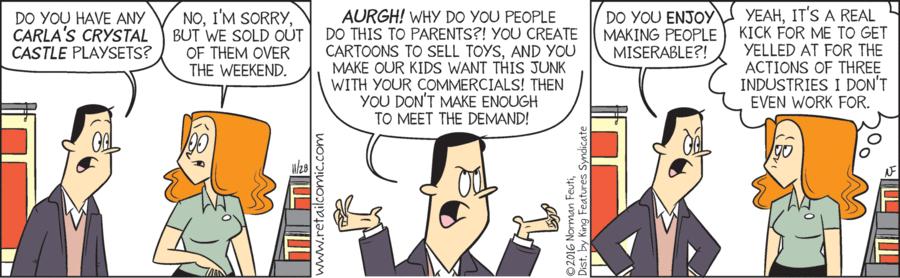 DO YOU HAVE ANY
CARLA'S CRYSTAL
CASTLE PLAYSETS?
NO, I'M SORRY,
BUT WE SOLD OUT
OF THEM OVER
THE WEEKEND.
11/28
www.retailcomic.com
AURGH! WHY DO YOU PEOPLE
DO THIS TO PARENTS?! YOU CREATE
CARTOONS TO SELL TOYS, AND YOU
MAKE OUR KIDS WANT THIS JUNK
WITH YOUR COMMERCIALS! THEN
YOU DON'T MAKE ENOUGH
TO MEET THE DEMAND!
©2016 Norman Feuti,
Dist. by King Features Syndicate
DO YOU ENJOY
MAKING PEOPLE
MISERABLE?!
YEAH, IT'S A REAL
KICK FOR ME TO GET
YELLED AT FOR THE
ACTIONS OF THREE
INDUSTRIES I DON'T
EVEN WORK FOR.
NF